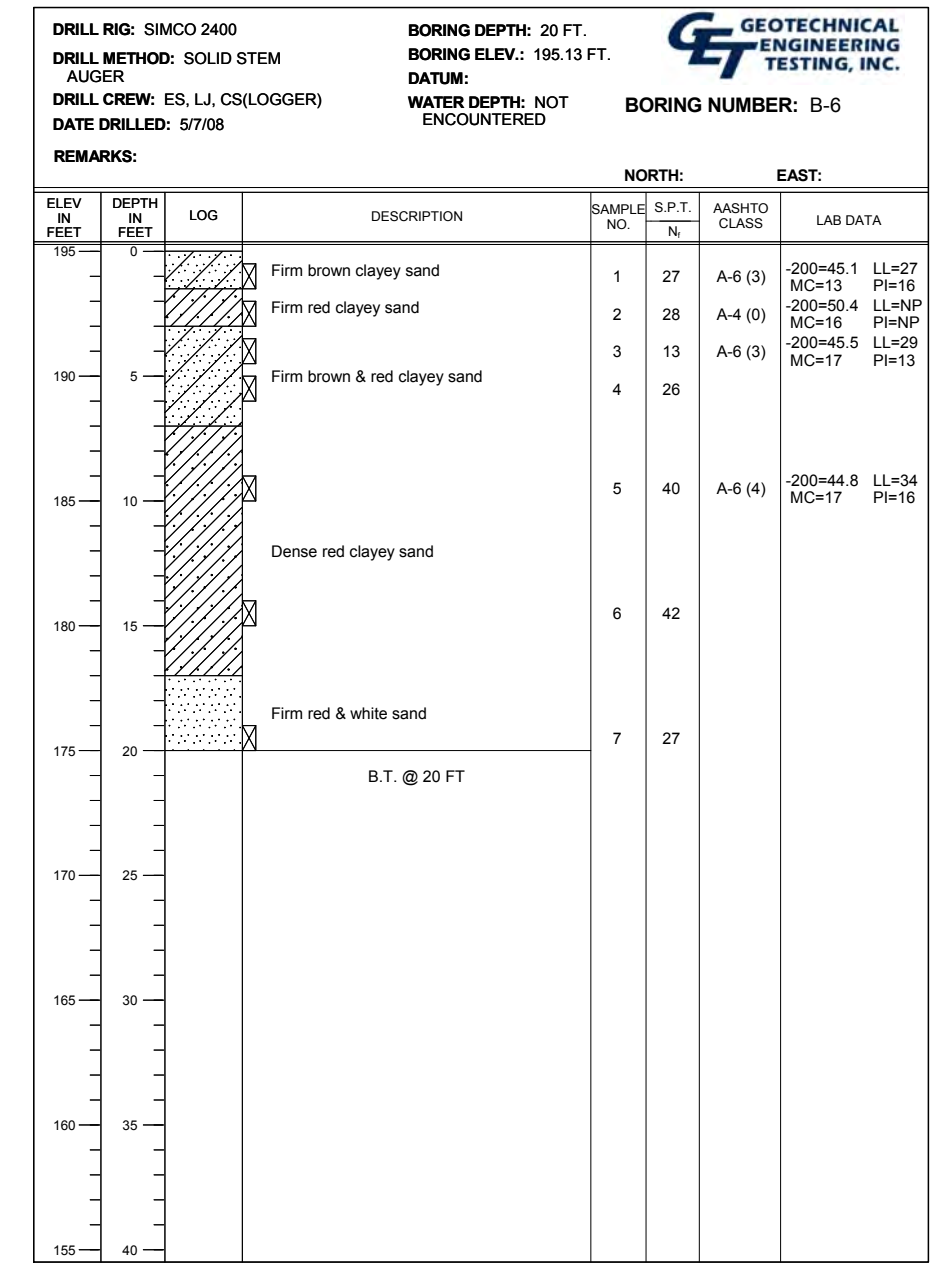 DRILL RIG: SIMCO 2400
DRILL METHOD: SOLID STEM
AUGER
DRILL CREW: ES, LJ, CS(LOGGER)
DATE DRILLED: 5/7/08
REMARKS:
BORING DEPTH: 20 FT.
BORING ELEV.: 195.13 FT.
DATUM:
WATER DEPTH: NOT
ENCOUNTERED
GET GEOTECHNICAL
ENGINEERING
TESTING, INC.
BORING NUMBER: B-6
NORTH: EAST:
ELEV IN FEET
DEPTH IN FEET
LOG
DESCRIPTION
SAMPLE NO.
S.P.T.
Nf
AASHTO CLASS
LAB DATA
195 0
Firm brown clayey sand 1 27 A-6 (3) -200=45.1 LL=27
MC=13 PI=16
Firm red clayey sand 2 28 A-4 (0) -200=50.4 LL=NP
MC=16 PI=NP
3 13 A-6 (3) -200=45.5 LL=29
MC=17 PI=13
190 5 Firm brown & red clayey sand
4 26
185 10 5 40 A-6 (4) -200=44.8 LL=34
MC=17 PI=16
Dense red clayey sand
180 15 6 42
Firm red & white sand
7 27
175 20
B.T. @ 20 FT
170 25
165 30
160 35
155 40